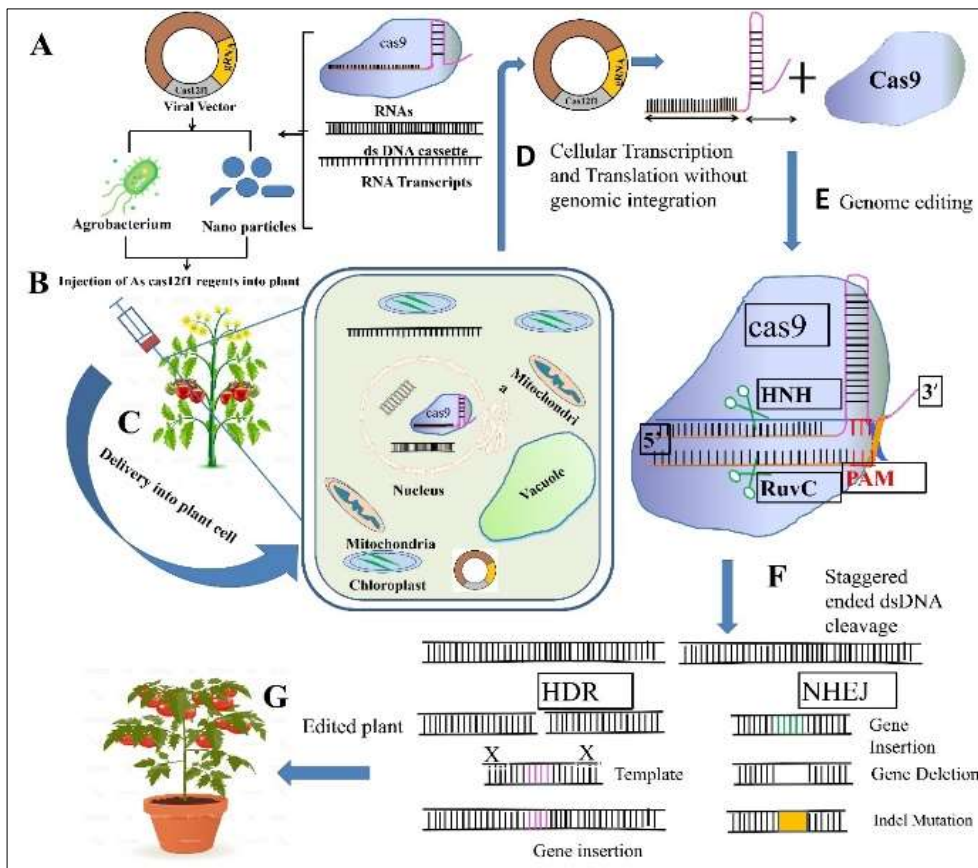 A
gRNA
Cas12f1
Viral Vector
Agrobacterium
Nano particles
cas9
RNAs
ds DNA cassette
RNA Transcripts
gRNA
Cas12f1
+
Cas9
D
Cellular Transcription
and Translation without
genomic integration
E
Genome editing
B
Injection of As cas12f1 regents into plant
C
Delivery into plant cell
Mitochondri
a
cas9
Nucleus
Vacuole
Mitochondria
Chloroplast
cas9
HNH
3'
5'
RuvC
PAM
F
Staggered
ended dsDNA
cleavage
G
Edited plant
HDR
X
X
Template
Gene insertion
NHEJ
Gene
Insertion
Gene Deletion
Indel Mutation